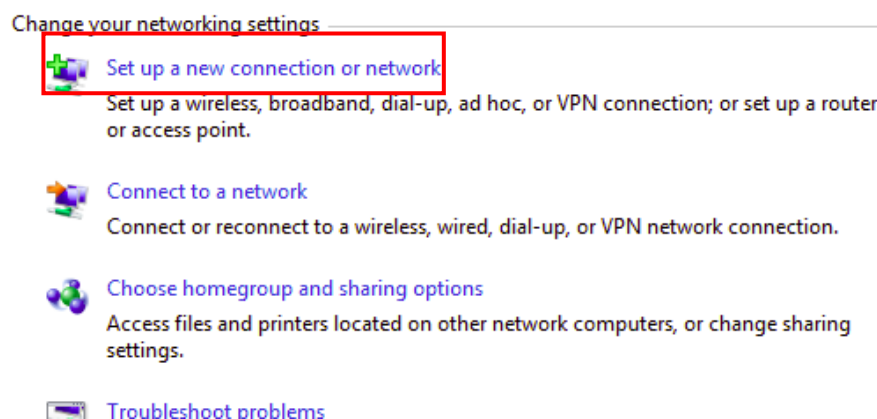 Change your networking settings
Set up a new connection or network
Set up a wireless, broadband, dial-up, ad hoc, or VPN connection; or set up a router
or access point.
Connect to a network
Connect or reconnect to a wireless, wired, dial-up, or VPN network connection.
Choose homegroup and sharing options
Access files and printers located on other network computers, or change sharing
settings.
Troubleshoot problems